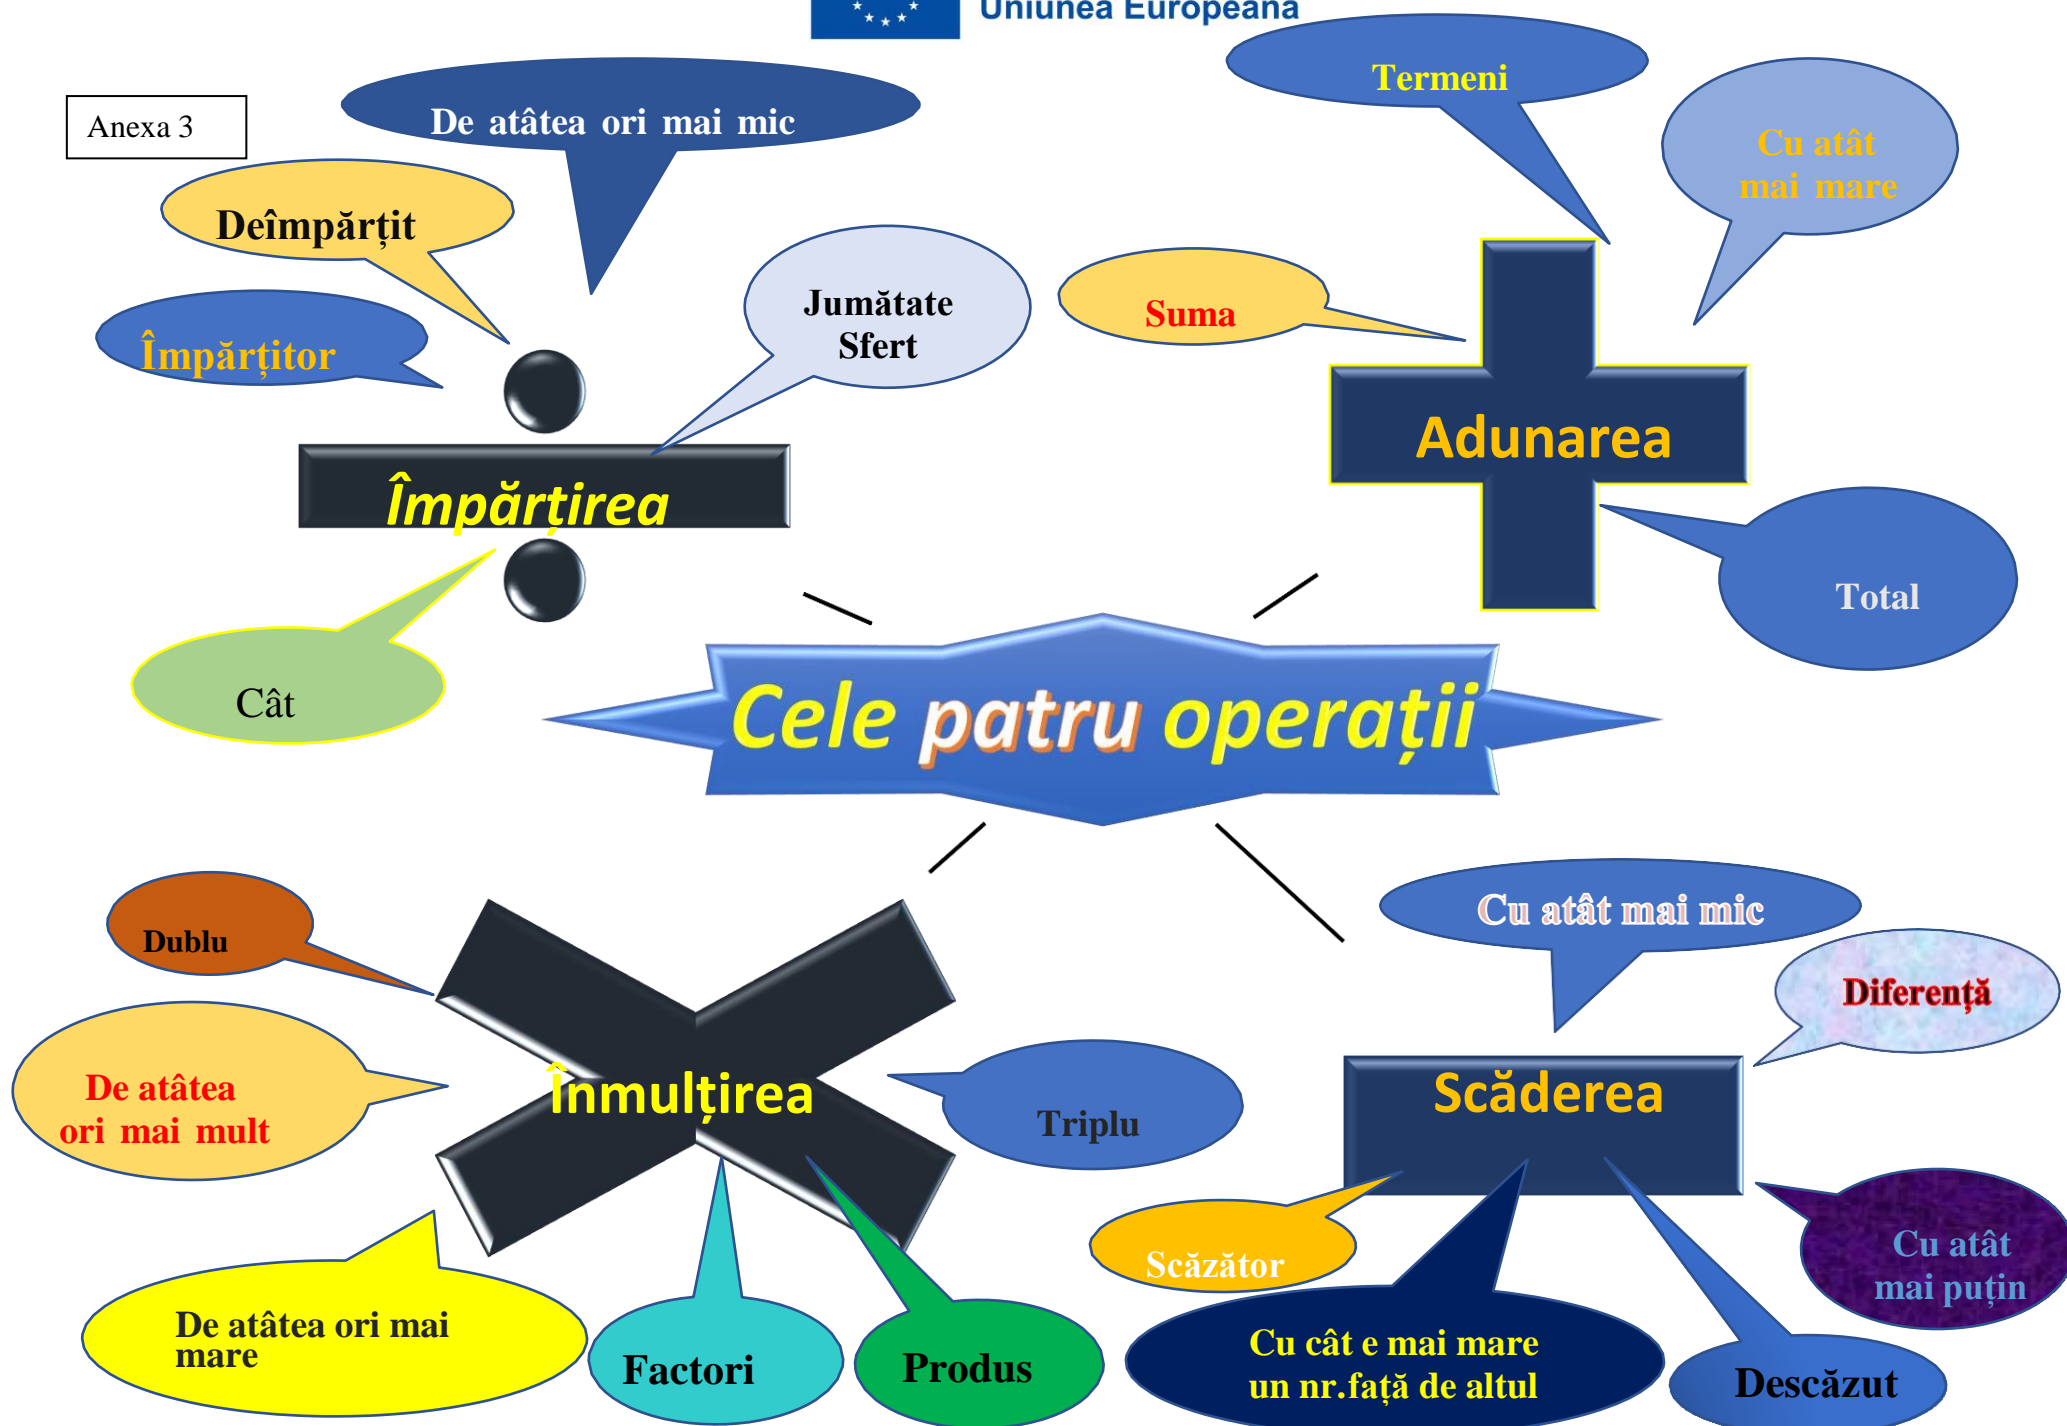 Uniunea Europeană
Anexa 3
De atâtea ori mai mic
Termeni
Cu atât
mai mare
Deîmpărțit
Împărțitor
Jumătate
Sfert
Suma
Adunarea
Împărțirea
Total
Cât
Cele patru operații
Dublu
Cu atât mai mic
Diferență
De atâtea
ori mai mult
Înmulțirea
Triplu
Scăderea
Scăzător
Cu atât
mai puțin
De atâtea ori mai
mare
Factori
Produs
Cu cât e mai mare
un nr.față de altul
Descăzut